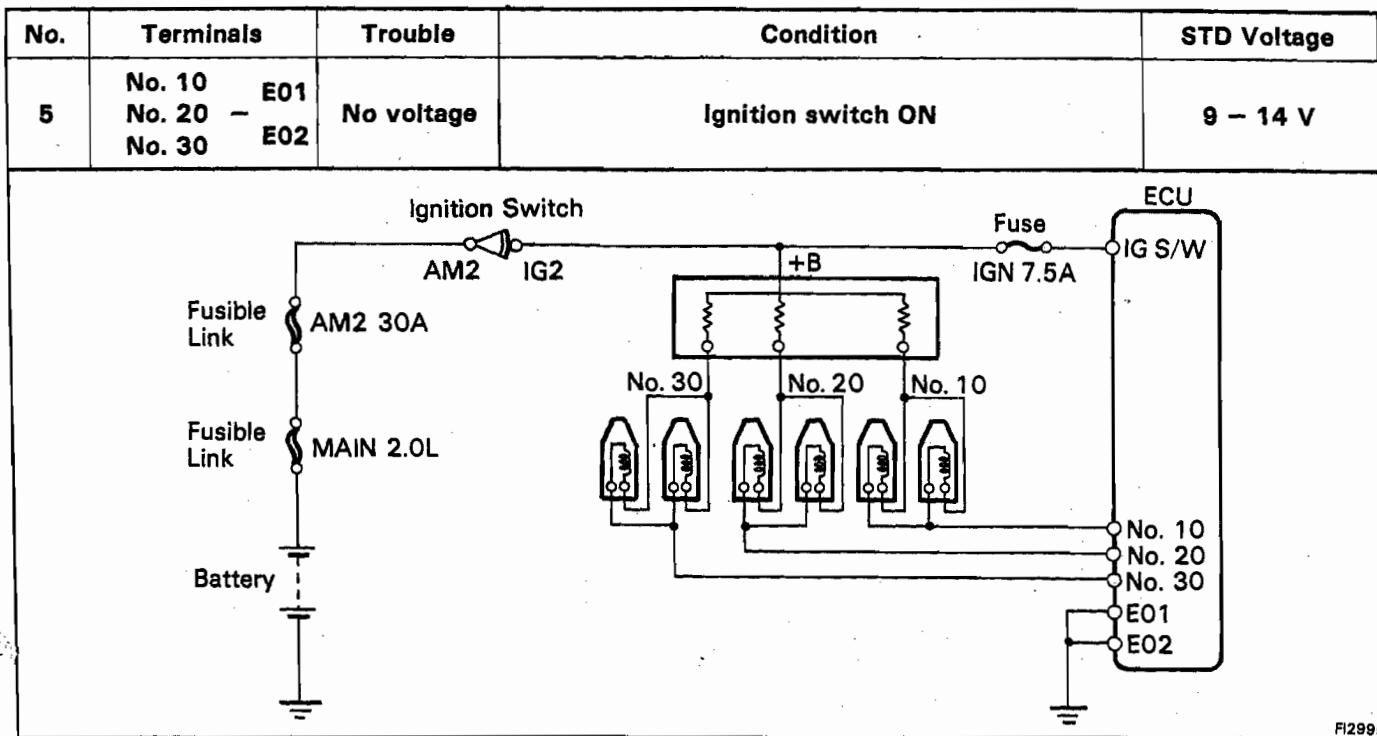 No. Terminals Trouble Condition STD Voltage
5 No. 10 No. 20 No. 30 – E01 E02 No voltage Ignition switch ON 9 – 14 V
Ignition Switch
AM2 IG2
+B
Fuse
IGN 7.5A
ECU
IG S/W
Fusible Link AM2 30A
Fusible Link MAIN 2.0L
Battery
No. 30 No. 20 No. 10
No. 10
No. 20
No. 30
E01
E02
FI299